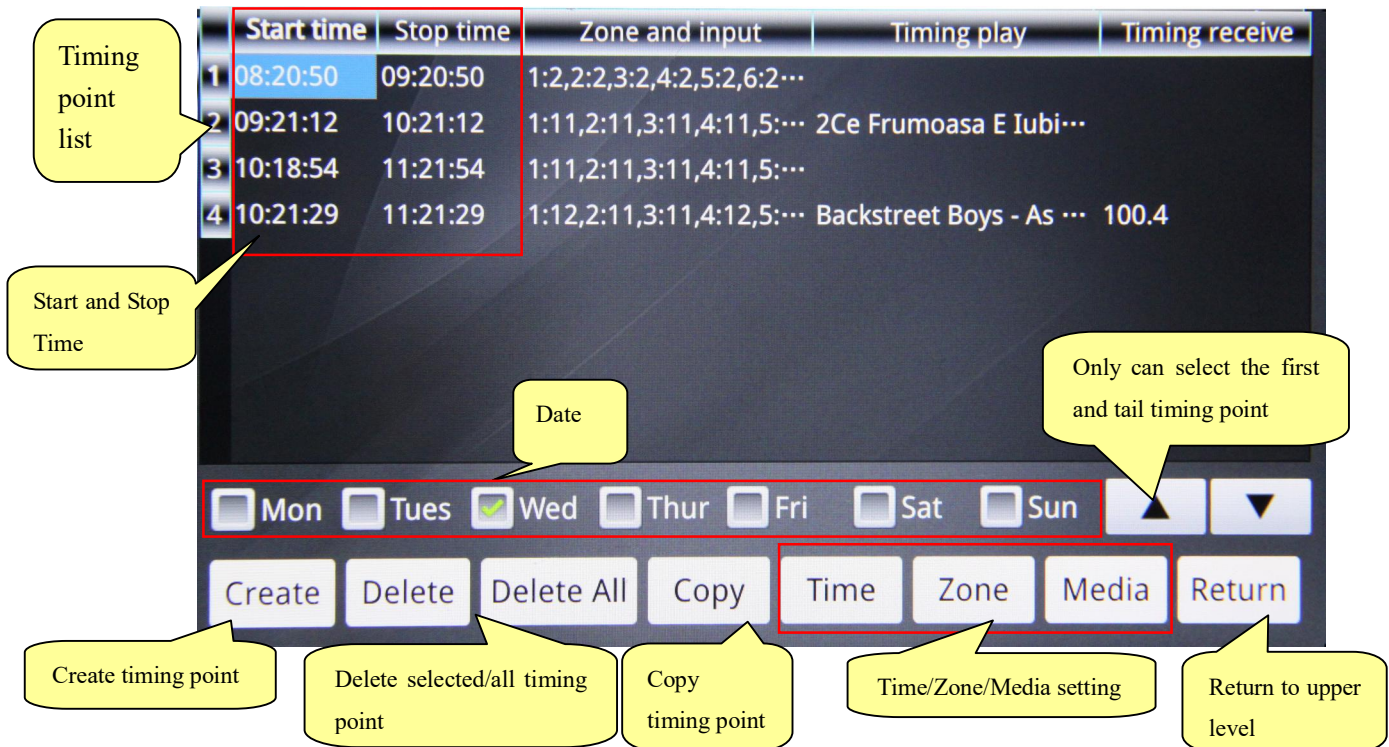 Start time Stop time Zone and input Timing play Timing receive
1 08:20:50 09:20:50 1:2,2:2,3:2,4:2,5:2,6:2···
2 09:21:12 10:21:12 1:11,2:11,3:11,4:11,5:··· 2Ce Frumoasa E Iubi···
3 10:18:54 11:21:54 1:11,2:11,3:11,4:11,5:···
4 10:21:29 11:21:29 1:12,2:11,3:11,4:12,5:··· Backstreet Boys - As ··· 100.4
Timing
point
list
Start and Stop
Time
Date
Only can select the first
and tail timing point
Mon Tues Wed Thur Fri Sat Sun ▲ ▼
Create Delete Delete All Copy Time Zone Media Return
Create timing point
Delete selected/all timing
point
Copy
timing point
Time/Zone/Media setting
Return to upper
level